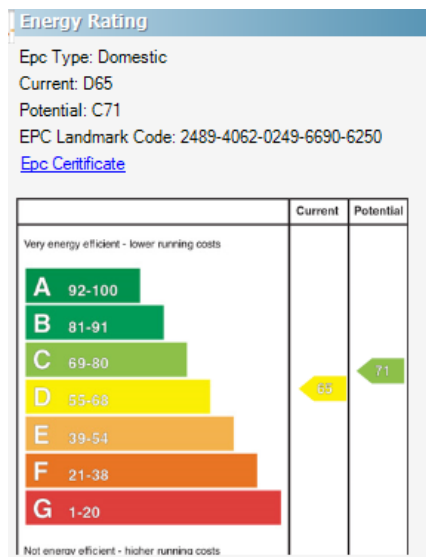 Energy Rating
Epc Type: Domestic
Current: D65
Potential: C71
EPC Landmark Code: 2489-4062-0249-6690-6250
Epc Ceritificate
Current Potential
Very energy efficient - lower running costs
A 92-100
B 81-91
C 69-80
71
D 55-68
65
E 39-54
F 21-38
G 1-20
Not energy efficient - higher running costs